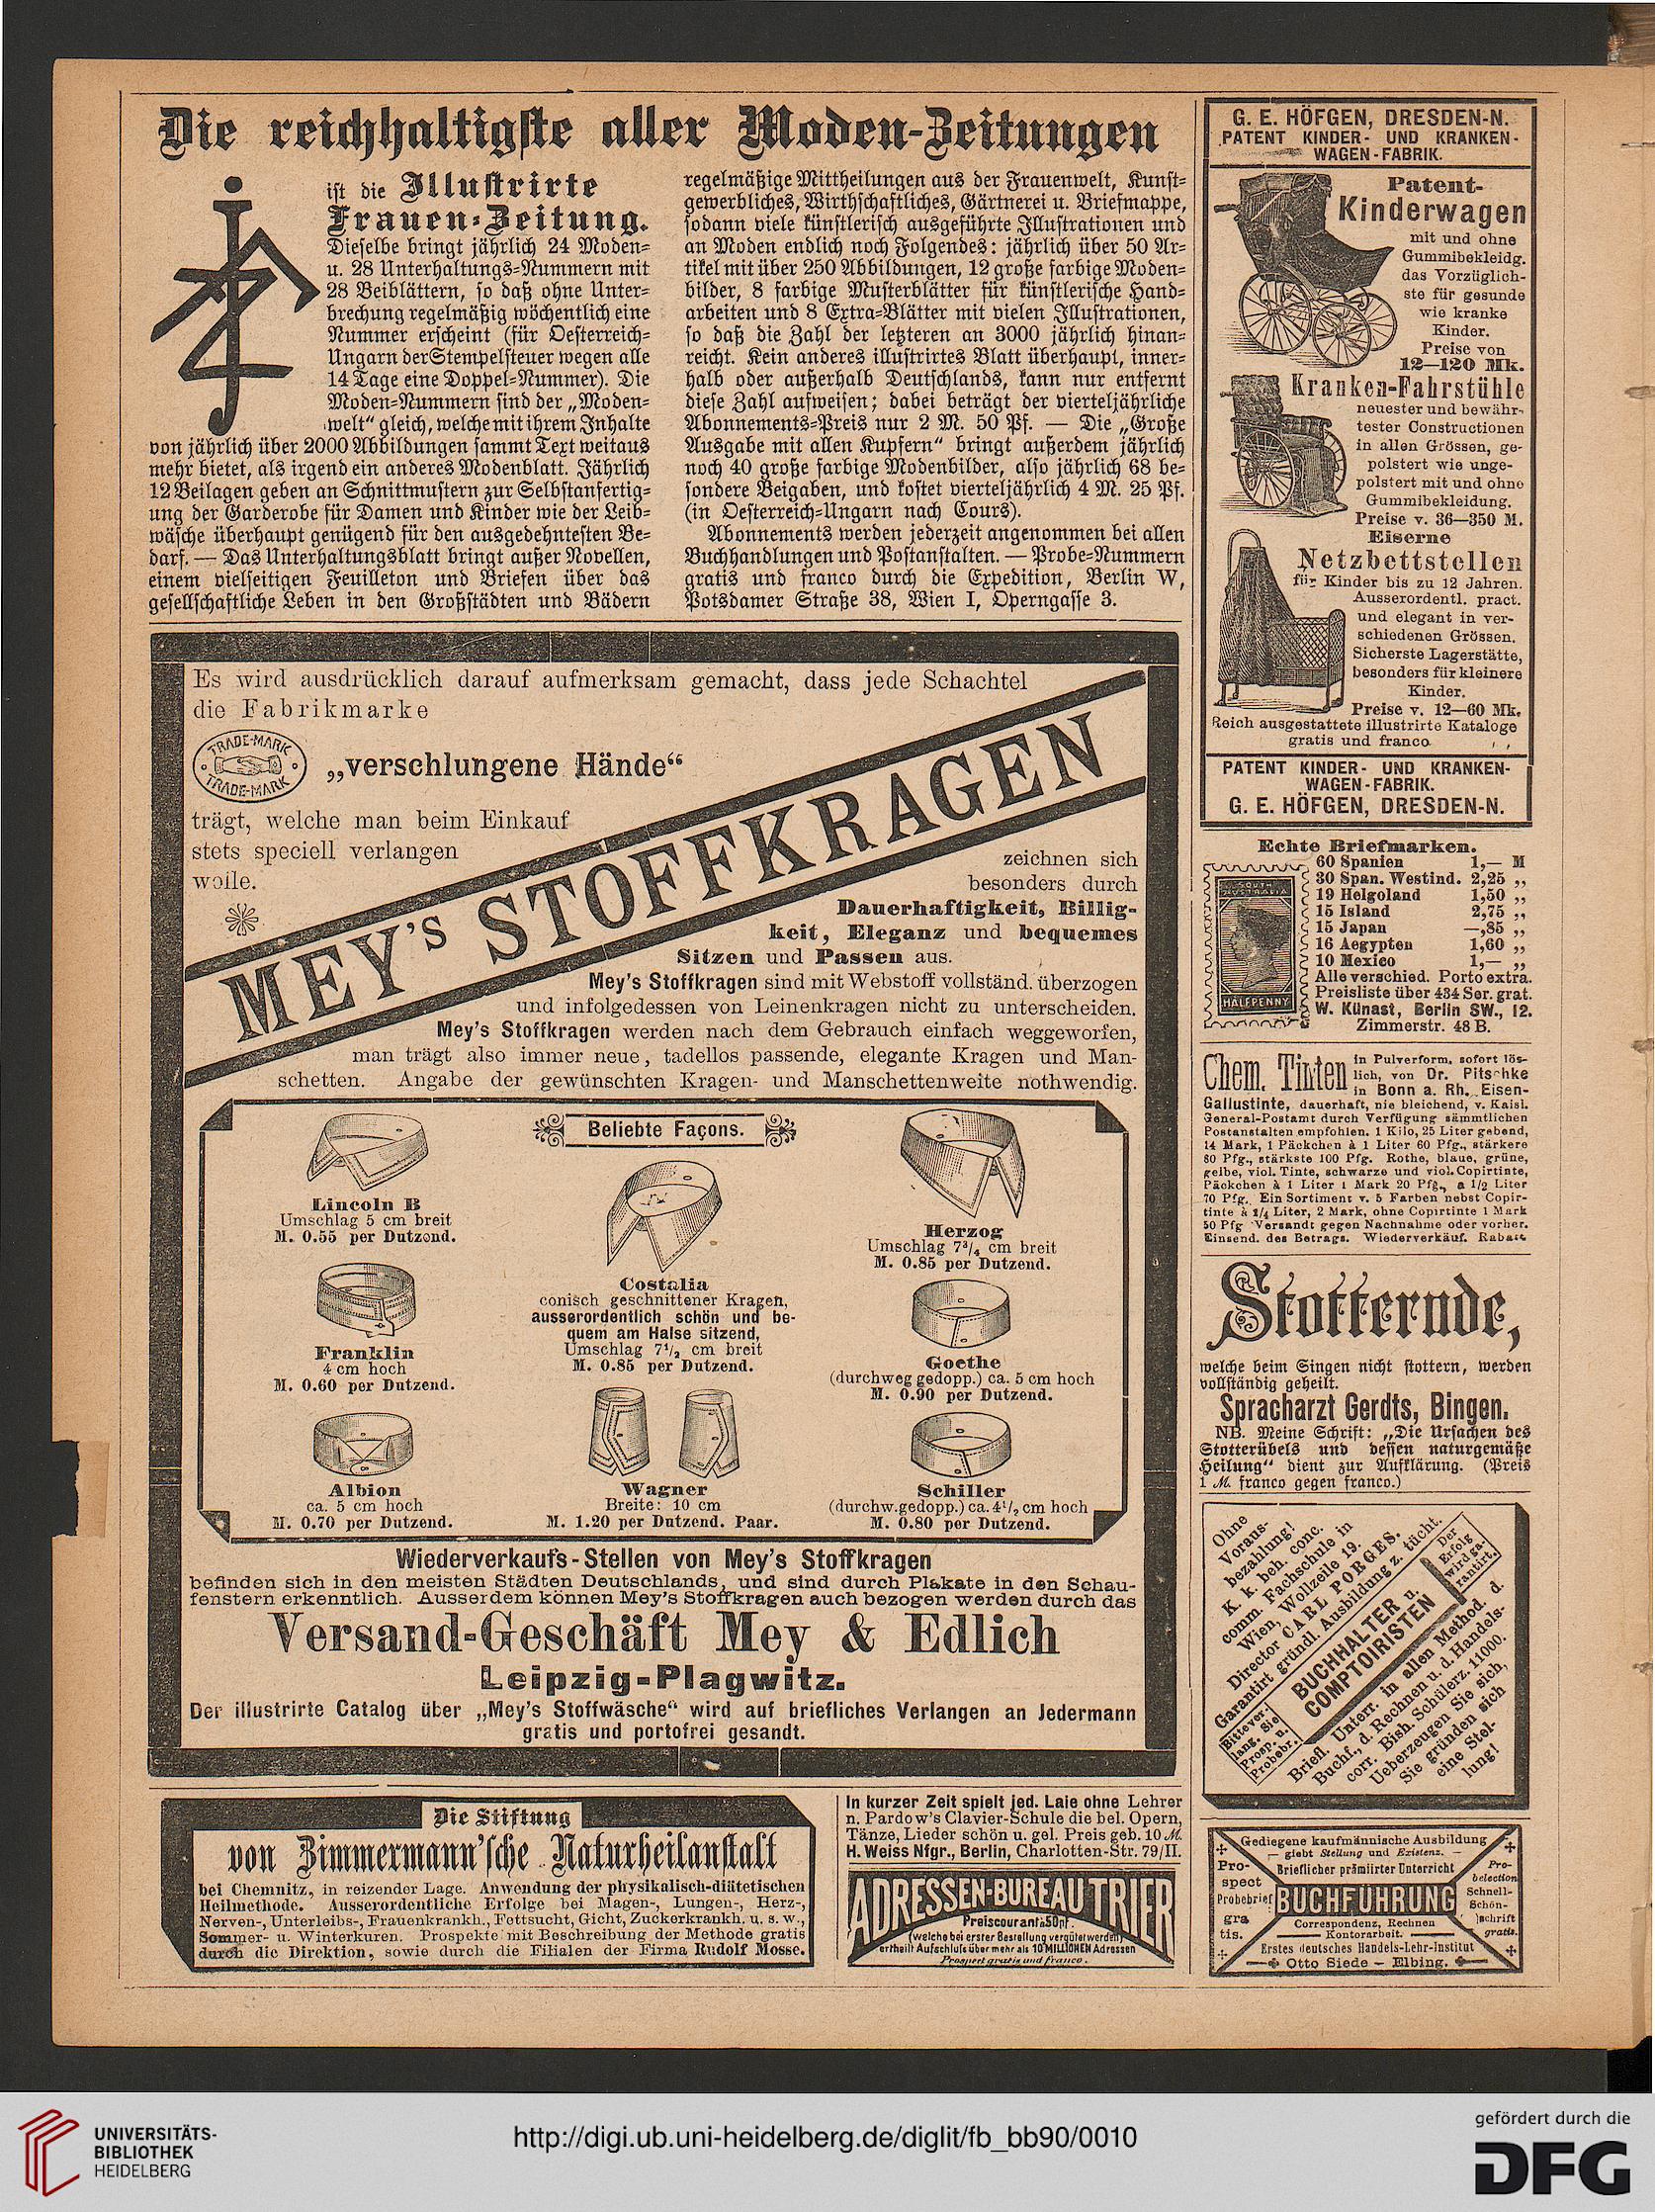 Die reichhaltigste aller Moden-Zeitungen
ist die Illustrirte
Frauen-Zeitung.
Dieselbe bringt jährlich 24 Moden-
u. 28 Unterhaltungs-Nummern mit
28 Beiblättern, so daß ohne Unter-
brechung regelmäßig wöchentlich eine
Nummer erscheint (für Oesterreich-
Ungarn der Stempelsteuer wegen alle
14 Tage eine Doppel-Nummer). Die
Moden-Nummern sind der „Moden-
welt“ gleich, welche mit ihrem Inhalte
von jährlich über 2000 Abbildungen sammt Text weitaus
mehr bietet, als irgend ein anderes Modenblatt. Jährlich
12 Beilagen geben an Schnittmustern zur Selbstanfertig-
ung der Garderobe für Damen und Kinder wie der Leib-
wäsche überhaupt genügend für den ausgedehntesten Be-
darf. — Das Unterhaltungsblatt bringt außer Novellen,
einem vielseitigen Feuilleton und Briefen über das
gesellschaftliche Leben in den Großstädten und Bädern
regelmäßige Mittheilungen aus der Frauenwelt, Kunst-
gewerbliches, Wirthschaftliches, Gärtnerei u. Briefmappe,
sodann viele künstlerisch ausgeführte Illustrationen und
an Moden endlich noch Folgendes: jährlich über 50 Ar-
tikel mit über 250 Abbildungen, 12 große farbige Moden-
bilder, 8 farbige Musterblätter für künstlerische Hand-
arbeiten und 8 Extra-Blätter mit vielen Illustrationen,
so daß die Zahl der letzteren an 3000 jährlich hinan-
reicht. Kein anderes illustrirtes Blatt überhaupt, inner-
halb oder außerhalb Deutschlands, kann nur entfernt
diese Zahl aufweisen; dabei beträgt der vierteljährliche
Abonnements-Preis nur 2 M. 50 Pf. — Die „Große
Ausgabe mit allen Kupfern“ bringt außerdem jährlich
noch 40 große farbige Modenbilder, also jährlich 68 be-
sondere Beigaben, und kostet vierteljährlich 4 M. 25 Pf.
(in Oesterreich-Ungarn nach Cours).
Abonnements werden jederzeit angenommen bei allen
Buchhandlungen und Postanstalten. — Probe-Nummern
gratis und franco durch die Expedition, Berlin W,
Potsdamer Straße 38, Wien I, Operngasse 3.
Es wird ausdrücklich darauf aufmerksam gemacht, dass jede Schachtel
die Fabrikmarke
TRADE-MARK
TRADE-MARK
„verschlungene Hände“
trägt, welche man beim Einkauf
stets speciell verlangen
wolle.
MEY's STOFFKRAGEN
zeichnen sich
besonders durch
Dauerhaftigkeit, Billig-
keit, Eleganz und bequemes
Sitzen und Passen aus.
Mey's Stoffkragen sind mit Webstoff vollständ. überzogen
und infolgedessen von Leinenkragen nicht zu unterscheiden.
Mey's Stoffkragen werden nach dem Gebrauch einfach weggeworfen,
man trägt also immer neue, tadellos passende, elegante Kragen und Man-
schetten. Angabe der gewünschten Kragen- und Manschettenweite nothwendig.
Beliebte Façons.
Lincoln B
Umschlag 5 cm breit
M. 0.55 per Dutzend.
Franklin
4 cm hoch
M. 0.60 per Dutzend.
Albion
ca. 5 cm hoch
M. 0.70 per Dutzend.
Costalia
conisch geschnittener Kragen,
ausserordentlich schön und be-
quem am Halse sitzend,
Umschlag 7½ cm breit
M. 0.85 per Dutzend.
Wagner
Breite: 10 cm
M. 1.20 per Dutzend. Paar.
Herzog
Umschlag 7¾ cm breit
M. 0.85 per Dutzend.
Goethe
(durchweg gedopp.) ca. 5 cm hoch
M. 0.90 per Dutzend.
Schiller
(durchw. gedopp.) ca. 4½ cm hoch
M. 0.80 per Dutzend.
Wiederverkaufs-Stellen von Mey's Stoffkragen
befinden sich in den meisten Städten Deutschlands, und sind durch Plakate in den Schau-
fenstern erkenntlich. Ausserdem können Mey's Stoffkragen auch bezogen werden durch das
Versand-Geschäft Mey & Edlich
Leipzig-Plagwitz.
Der illustrirte Catalog über „Mey's Stoffwäsche“ wird auf briefliches Verlangen an Jedermann
gratis und portofrei gesandt.
Die Stiftung
von Zimmermann'sche Naturheilanstalt
bei Chemnitz, in reizender Lage. Anwendung der physikalisch-diätetischen
Heilmethode. Ausserordentliche Erfolge bei Magen-, Lungen-, Herz-,
Nerven-, Unterleibs-, Frauenkrankh., Fettsucht, Gicht, Zuckerkrankh. u. s. w.,
Sommer- u. Winterkuren. Prospekte mit Beschreibung der Methode gratis
durch die Direktion, sowie durch die Filialen der Firma Rudolf Mosse.
In kurzer Zeit spielt jed. Laie ohne Lehrer
n. Pardow's Clavier-Schule die bel. Opern,
Tänze, Lieder schön u. gel. Preis geb. 10 M.
H. Weiss Nfgr., Berlin, Charlotten-Str. 79/II.
ADRESSEN-BUREAU TRIER
Preiscourant à 50 pf.
(welche bei erster Bestellung vergütet werden)
ertheilt Aufschlufs über mehr als 10 MILLIONEN Adressen
Prospect gratis und franco.
G. E. HÖFGEN, DRESDEN-N.
PATENT KINDER- UND KRANKEN-
WAGEN-FABRIK.
Patent-
Kinderwagen
mit und ohne
Gummibekleidg.
das Vorzüglich-
ste für gesunde
wie kranke
Kinder.
Preise von
12—120 Mk.
Kranken-Fahrstühle
neuester und bewähr-
tester Constructionen
in allen Grössen, ge-
polstert wie unge-
polstert mit und ohne
Gummibekleidung.
Preise v. 36—350 M.
Eiserne
Netzbettstellen
für Kinder bis zu 12 Jahren.
Ausserordentl. pract.
und elegant in ver-
schiedenen Grössen.
Sicherste Lagerstätte,
besonders für kleinere
Kinder.
Preise v. 12—60 Mk.
Reich ausgestattete illustrirte Kataloge
gratis und franco.
PATENT KINDER- UND KRANKEN-
WAGEN-FABRIK.
G. E. HÖFGEN, DRESDEN-N.
Echte Briefmarken.
SOUTH
AUSTRALIA
HALFPENNY
60 Spanien 1,— M
30 Span. Westind. 2,25 „
19 Helgoland 1,50 „
15 Island 2,75 „
15 Japan —,85 „
16 Aegypten 1,60 „
10 Mexico 1,— „
Alle verschied. Porto extra.
Preisliste über 434 Ser. grat.
W. Künast, Berlin SW., 12.
Zimmerstr. 48 B.
Chem. Tinten in Pulverform, sofort lös-
lich, von Dr. Pitschke
in Bonn a. Rh. Eisen-
Gallustinte, dauerhaft, nie bleichend, v. Kaisl.
General-Postamt durch Verfügung sämmtlichen
Postanstalten empfohlen. 1 Kilo, 25 Liter gebend,
14 Mark, 1 Päckchen à 1 Liter 60 Pfg., stärkere
80 Pfg., stärkste 100 Pfg. Rothe, blaue, grüne,
gelbe, viol. Tinte, schwarze und viol. Copirtinte,
Päckchen à 1 Liter 1 Mark 20 Pfg., a 1/2 Liter
70 Pfg. Ein Sortiment v. 5 Farben nebst Copir-
tinte à 1/4 Liter, 2 Mark, ohne Copirtinte 1 Mark
50 Pfg Versandt gegen Nachnahme oder vorher.
Einsend. des Betrags. Wiederverkäuf. Rabatt
Stotternde,
welche beim Singen nicht stottern, werden
vollständig geheilt.
Spracharzt Gerdts, Bingen.
NB. Meine Schrift: „Die Ursachen des
Stotterübels und dessen naturgemäße
Heilung“ dient zur Aufklärung. (Preis
1 M. franco gegen franco.)
Ohne
Voraus-
bezahlung!
K. k. beh. conc.
comm. Fachschule in
Wien, Wollzeile 19.
Director CARL PORGES.
Garantirt gründl. Ausbildung z. tücht.
Der
Erfolg
wird ga-
rantirt.
BUCHHALTER u.
COMPTOIRISTEN
Bitte ver-
lang. Sie
Prosp. u.
Probebr.
Briefl. Unterr. in allen Method. d.
Buchf., d. Rechnen u. d. Handels-
corr. Bish. Schülerz. 11000.
Ueberzeugen Sie sich,
Sie gründen sich
eine Stel-
lung!
Gediegene kaufmännische Ausbildung
— giebt Stellung und Existenz. —
Pro-
spect
Probebrief
gra
tis.
Brieflicher prämiirter Unterricht
BUCHFÜHRUNG
Correspondenz, Rechnen
Kontorarbeit.
Pro-
belection
Schnell-
Schön-
schrift
gratis.
Erstes deutsches Handels-Lehr-Institut
Otto Siede — Elbing.
UNIVERSITÄTS-
BIBLIOTHEK
HEIDELBERG
http://digi.ub.uni-heidelberg.de/diglit/fb_bb90/0010
gefördert durch die
DFG